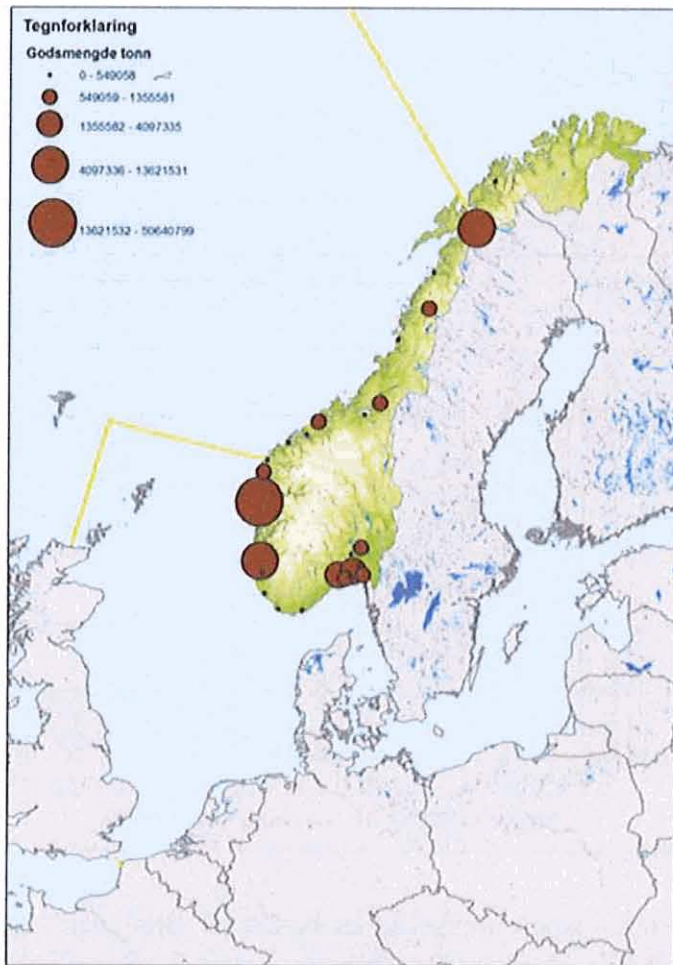 Tegnforklaring
Godsmengde tonn
0 - 549058
549059 - 1355581
1355582 - 4097335
4097336 - 13621531
13621532 - 50640799